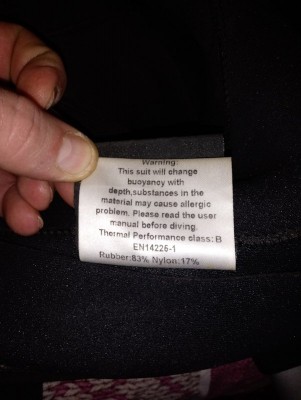 Warning:
This suit will change
buoyancy with
depth,substances in the
material may cause allergic
problem. Please read the user
manual before diving.
Thermal Performance class: B
EN14225-1
Rubber:83% Nylon:17%